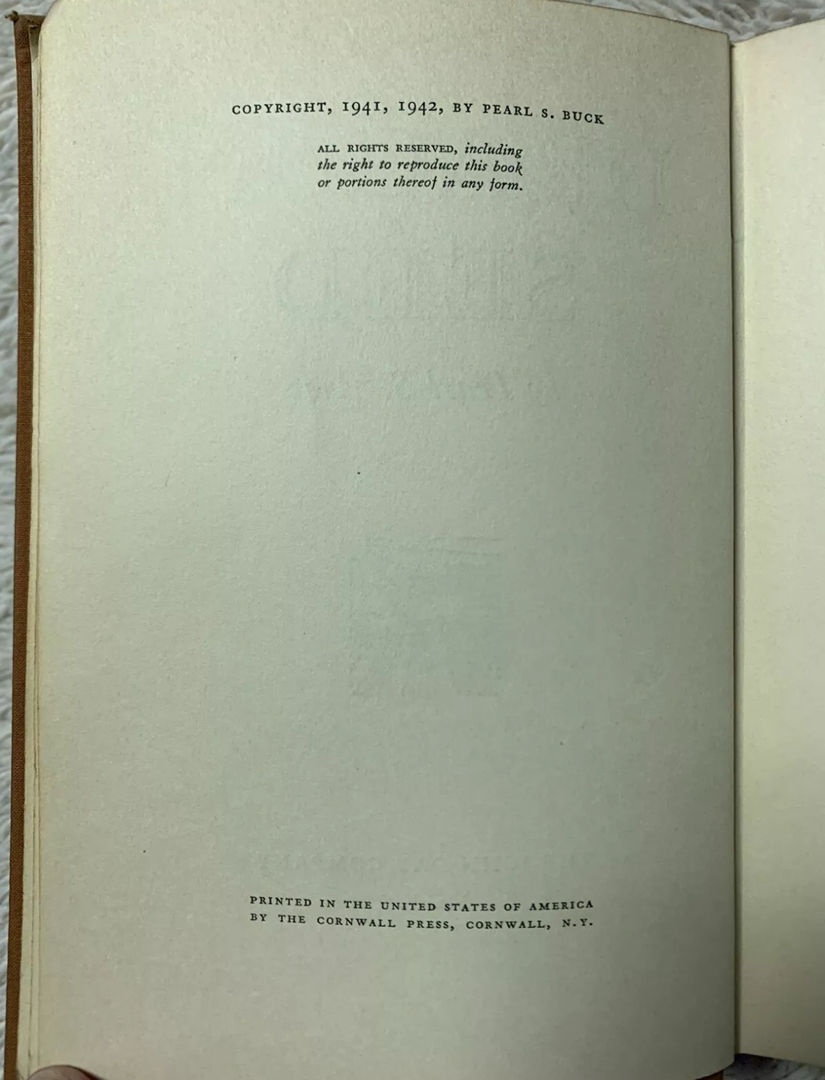 COPYRIGHT, 1941, 1942, BY PEARL S. BUCK
ALL RIGHTS RESERVED, including
the right to reproduce this book
or portions thereof in any form.
PRINTED IN THE UNITED STATES OF AMERICA
BY THE CORNWALL PRESS, CORNWALL, N.Y.